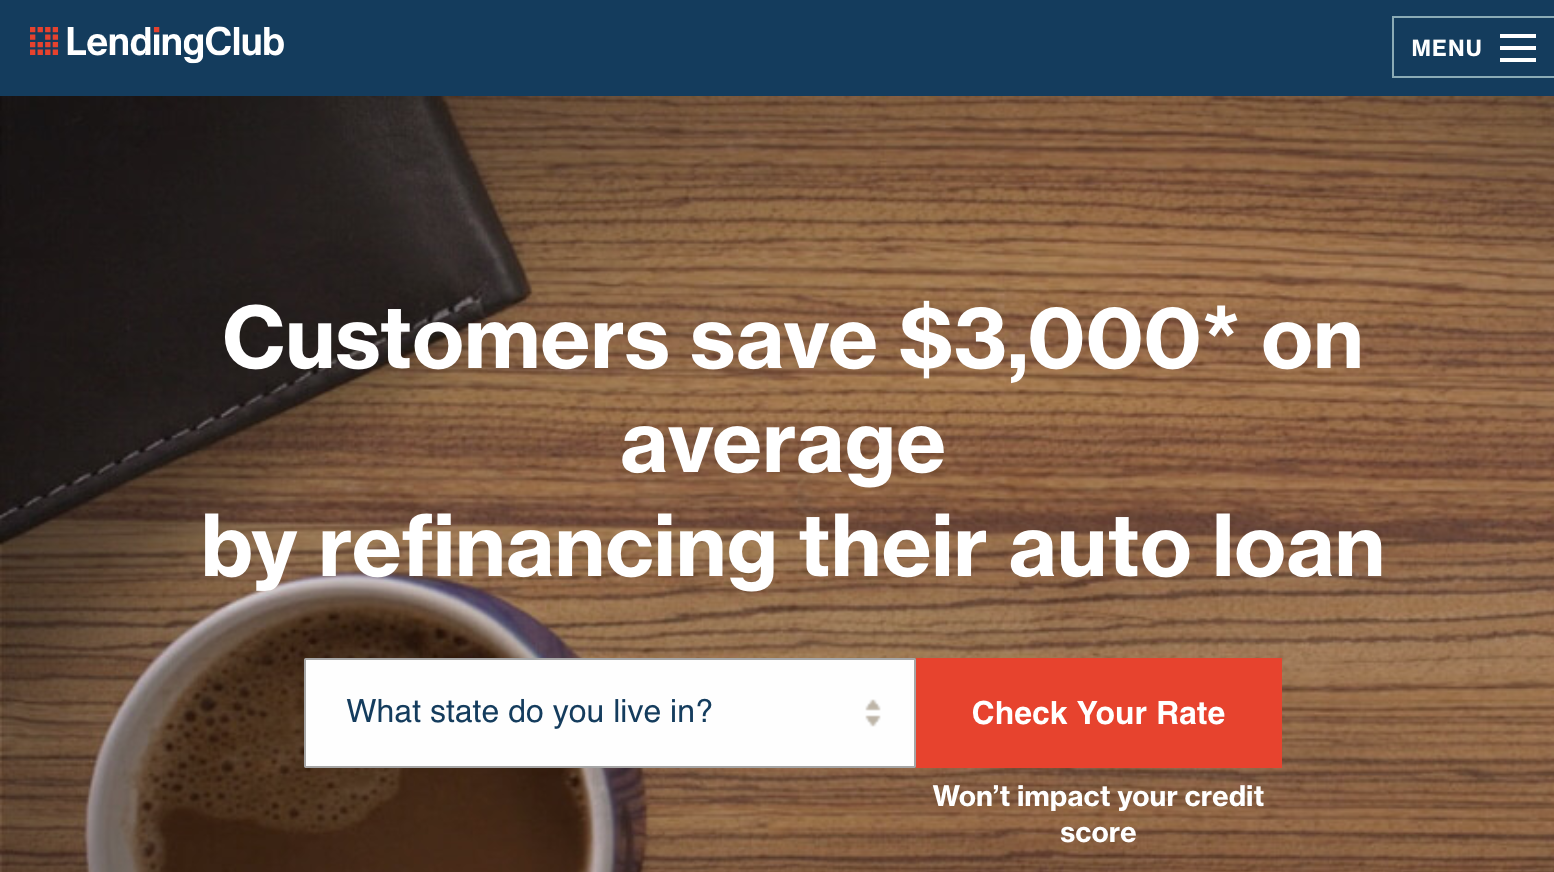 LendingClub
MENU
Customers save $3,000* on
average
by refinancing their auto loan
What state do you live in?
Check Your Rate
Won’t impact your credit
score